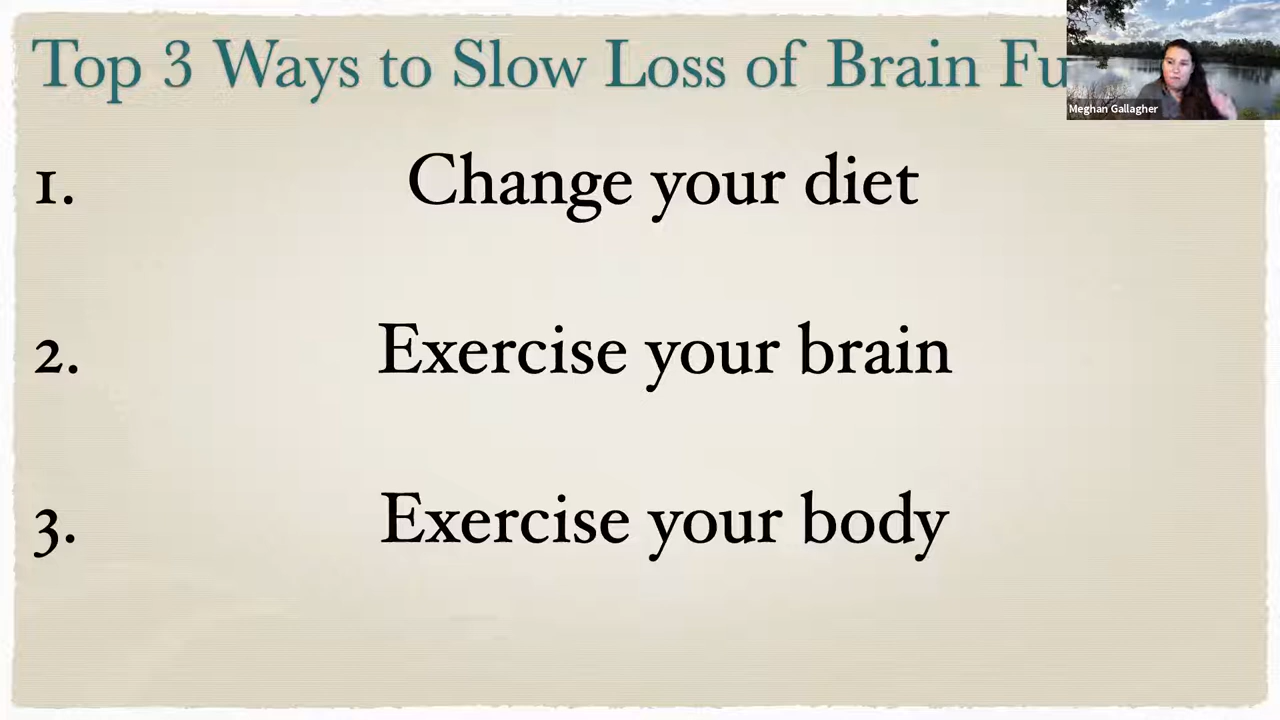 Top 3 Ways to Slow Loss of Brain Fu
Meghan Gallagher
1. Change your diet
2. Exercise your brain
3. Exercise your body